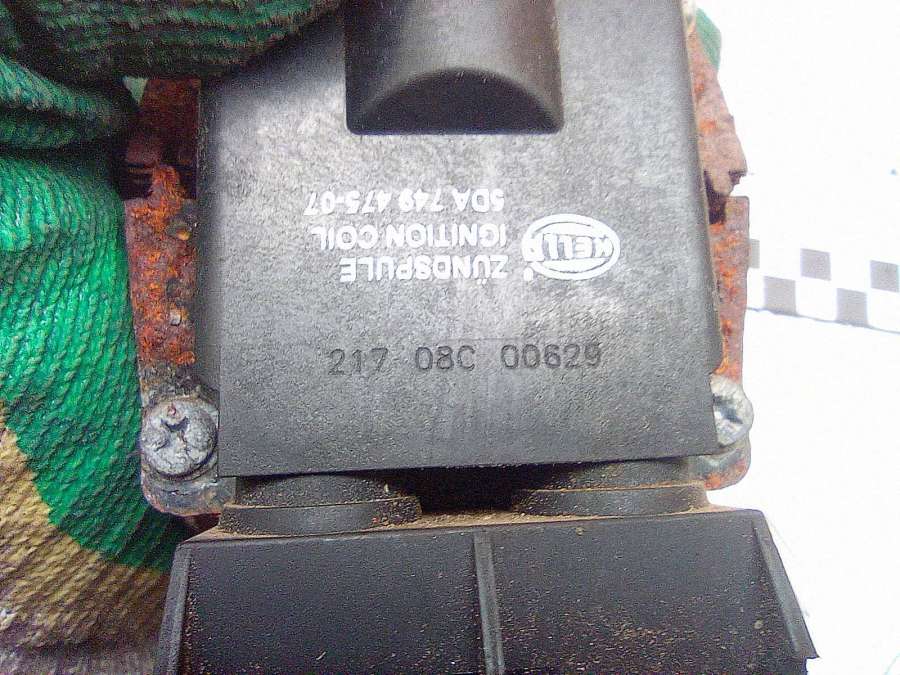 HELLA
ZÜNDSPULE
IGNITION COIL
5DA 749 475-07
217 08C 00629